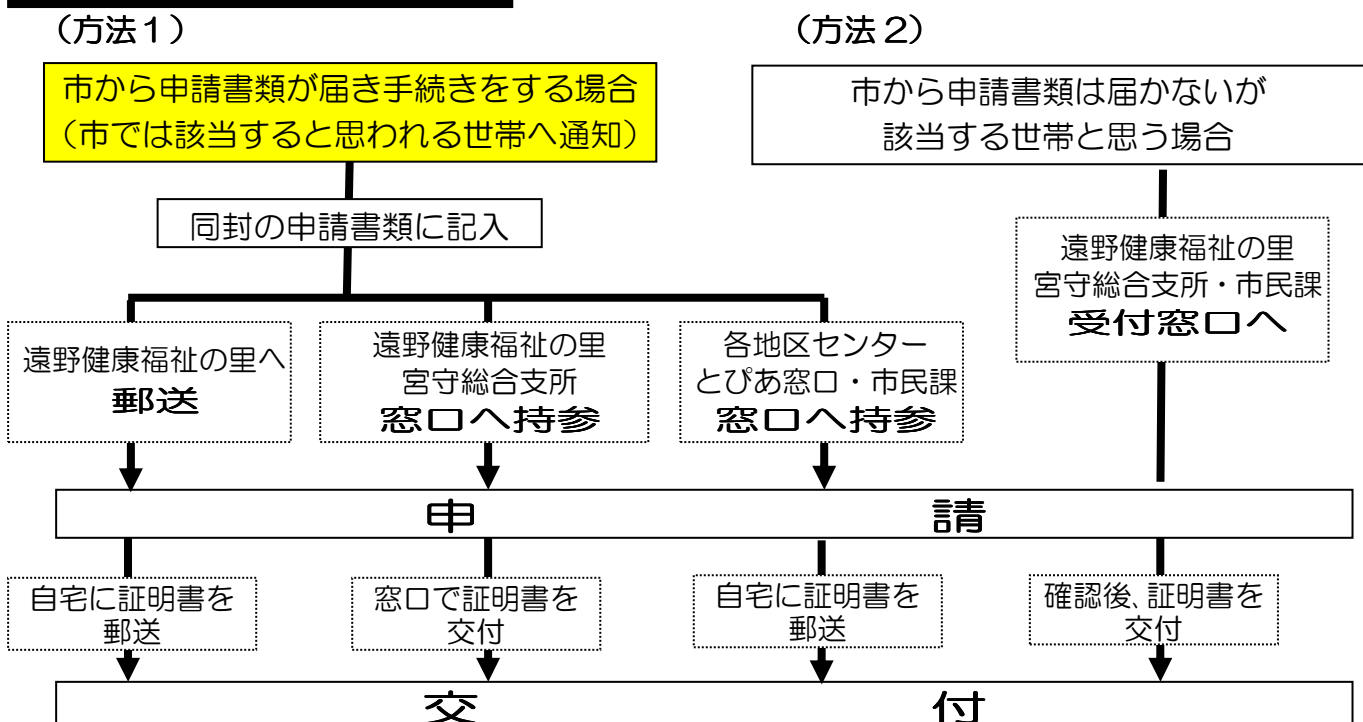 （方法１）
市から申請書類が届き手続きをする場合
（市では該当すると思われる世帯へ通知）
同封の申請書類に記入
遠野健康福祉の里へ
郵送
遠野健康福祉の里
宮守総合支所
窓口へ持参
各地区センター
とぴあ窓口・市民課
窓口へ持参
（方法２）
市から申請書類は届かないが
該当する世帯と思う場合
遠野健康福祉の里
宮守総合支所・市民課
受付窓口へ
申請
自宅に証明書を
郵送
窓口で証明書を
交付
自宅に証明書を
郵送
確認後、証明書を
交付
交付